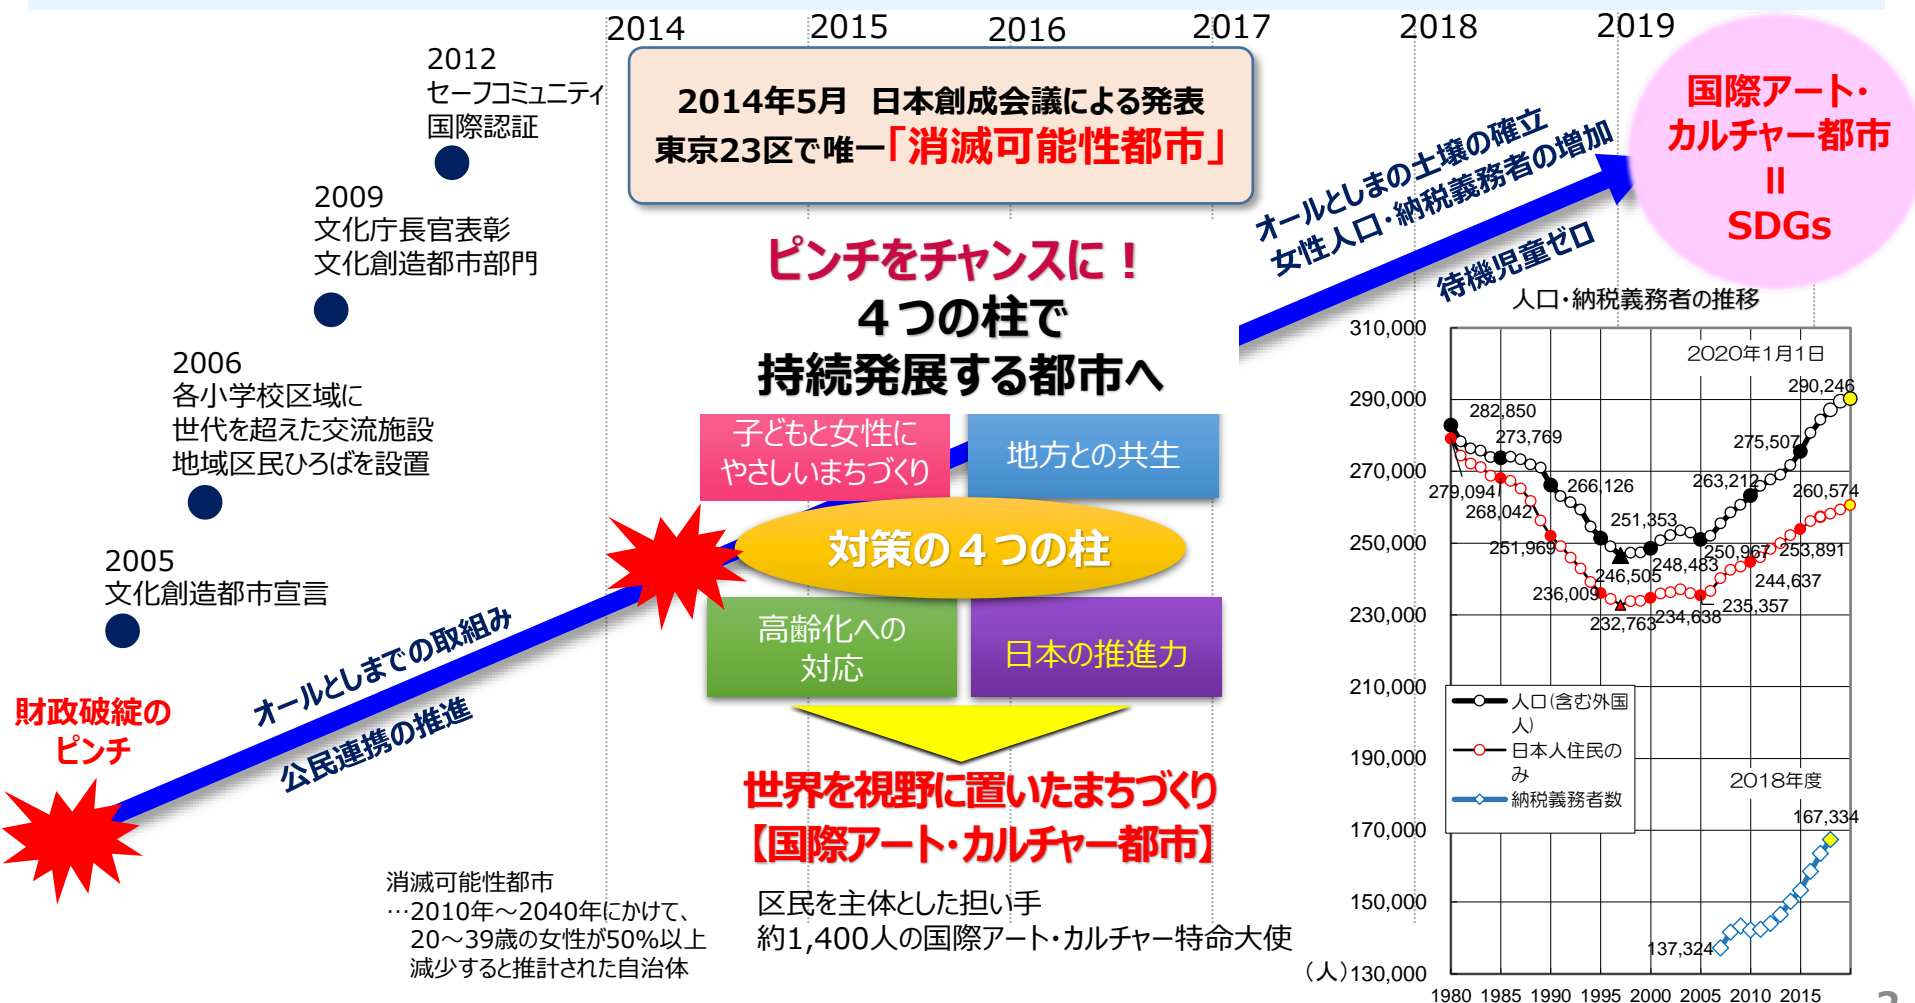 2014
2015
2016
2017
2018
2019
2012
セーフコミュニティ
国際認証
2009
文化庁長官表彰
文化創造都市部門
2006
各小学校区域に
世代を超えた交流施設
地域区民ひろばを設置
2005
文化創造都市宣言
財政破綻の
ピンチ
オールとしまでの取組み
公民連携の推進
2014年5月 日本創成会議による発表
東京23区で唯一「消滅可能性都市」
ピンチをチャンスに!
4つの柱で
持続発展する都市へ
子どもと女性に
やさしいまちづくり
地方との共生
対策の4つの柱
高齢化への
対応
日本の推進力
世界を視野に置いたまちづくり
【国際アート・カルチャー都市】
区民を主体とした担い手
約1,400人の国際アート・カルチャー特命大使
消滅可能性都市
…2010年~2040年にかけて、
20~39歳の女性が50%以上
減少すると推計された自治体
オールとしまの土壌の確立
女性人口・納税義務者の増加
待機児童ゼロ
国際アート・
カルチャー都市
=
SDGs
人口・納税義務者の推移
2020年1月1日
310,000
290,000
270,000
250,000
230,000
210,000
190,000
170,000
150,000
(人)130,000
282,850
273,769
266,126
251,353
246,505
248,483
250,967
263,212
275,507
290,246
279,094
268,042
251,969
236,009
232,763
234,638
235,357
244,637
253,891
260,574
人口(含む外国
人)
日本人住民の
み
納税義務者数
2018年度
167,334
137,324
1980 1985 1990 1995 2000 2005 2010 2015